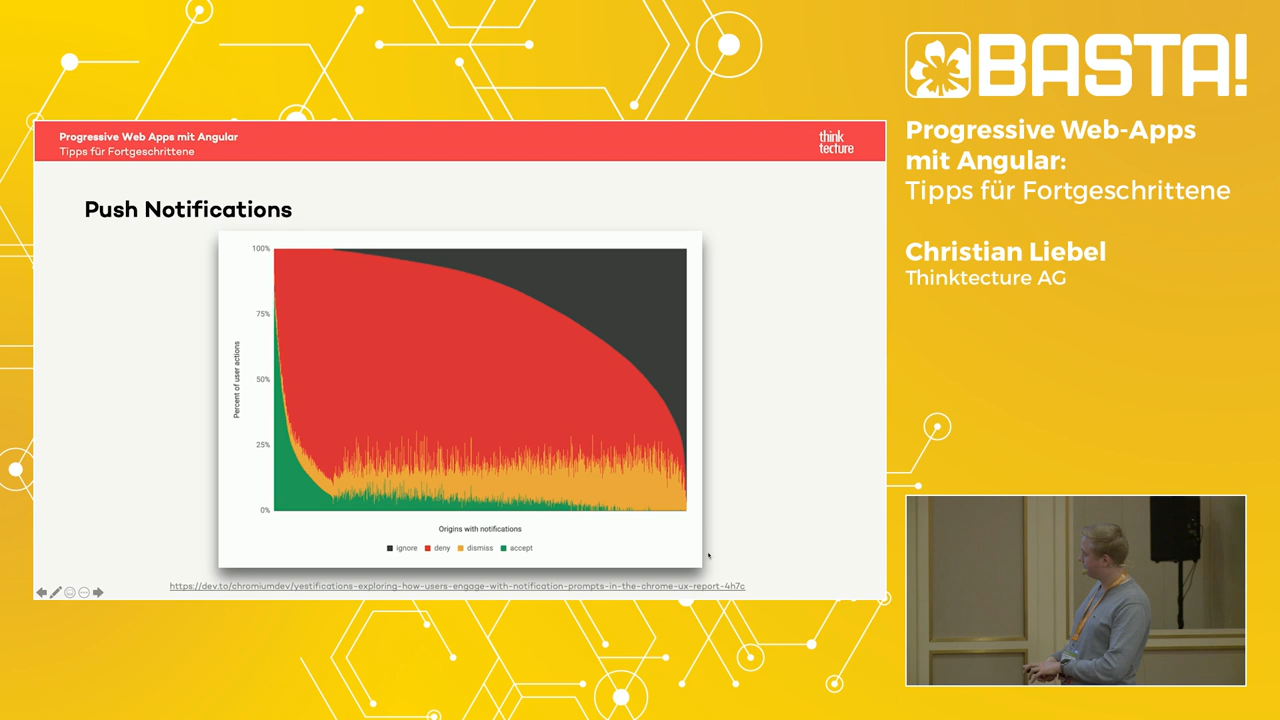 BASTA!
Progressive Web-Apps
mit Angular:
Tipps für Fortgeschrittene
Christian Liebel
Thinktecture AG
Progressive Web Apps mit Angular
Tipps für Fortgeschrittene
think
tecture
Push Notifications
100%
75%
50%
25%
0%
Percent of user actions
Origins with notifications
ignore deny dismiss accept
https://dev.to/chromiumdev/yestifications-exploring-how-users-engage-with-notification-prompts-in-the-chrome-ux-report-4h7c